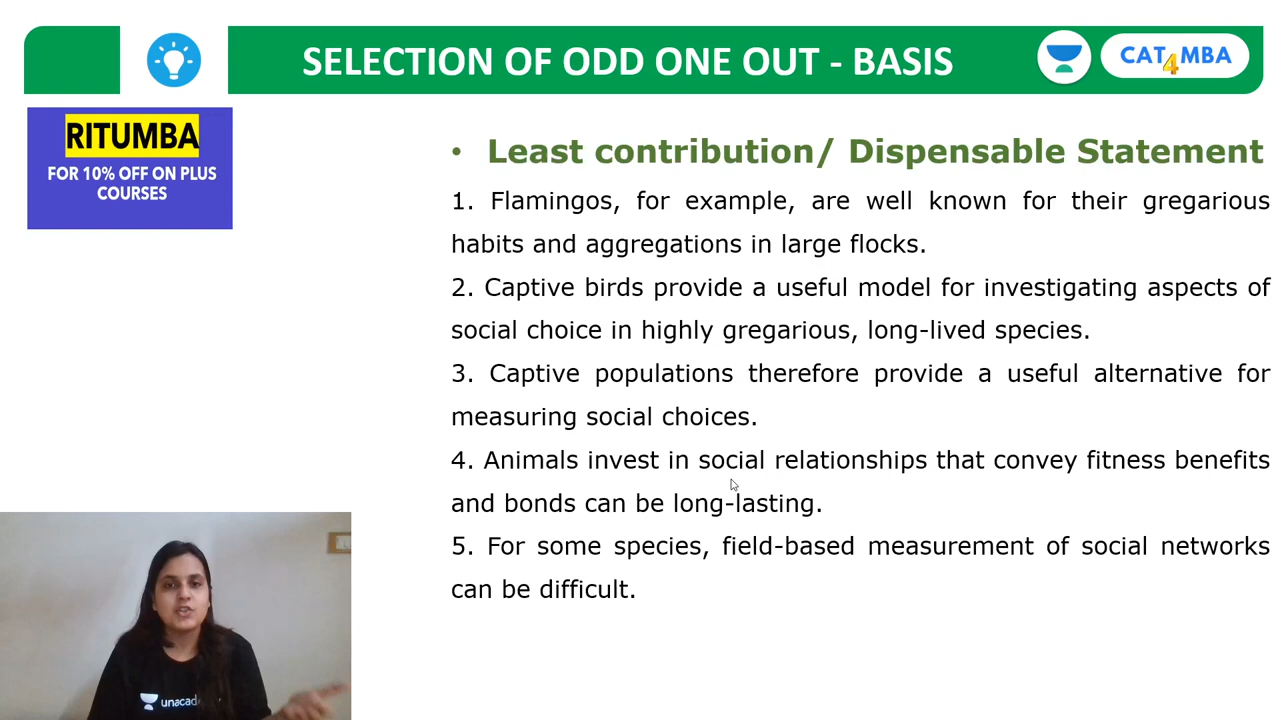 SELECTION OF ODD ONE OUT - BASIS
CAT4MBA
RITUMBA
FOR 10% OFF ON PLUS
COURSES
• Least contribution/ Dispensable Statement
1. Flamingos, for example, are well known for their gregarious
habits and aggregations in large flocks.
2. Captive birds provide a useful model for investigating aspects of
social choice in highly gregarious, long-lived species.
3. Captive populations therefore provide a useful alternative for
measuring social choices.
4. Animals invest in social relationships that convey fitness benefits
and bonds can be long-lasting.
5. For some species, field-based measurement of social networks
can be difficult.